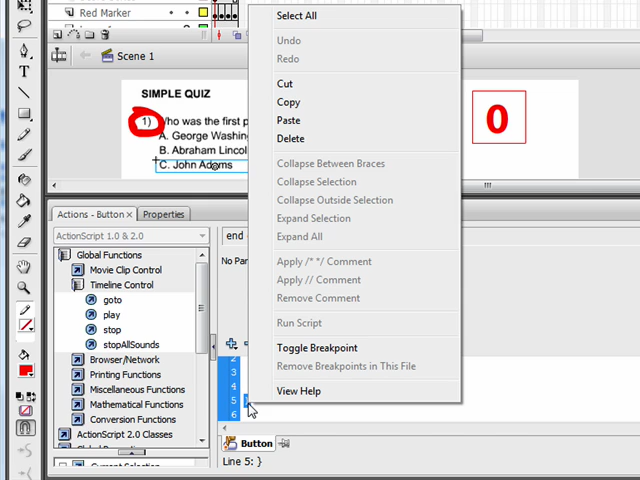 Red Marker
Scene 1
SIMPLE QUIZ
1) Who was the first p
A. George Washing
B. Abraham Lincol
C. John Adams
0
Select All
Undo
Redo
Cut
Copy
Paste
Delete
Collapse Between Braces
Collapse Selection
Collapse Outside Selection
Expand Selection
Expand All
Apply /* */ Comment
Apply // Comment
Remove Comment
Run Script
Toggle Breakpoint
Remove Breakpoints in This File
View Help
Actions - Button × Properties
ActionScript 1.0 & 2.0
Global Functions
Movie Clip Control
Timeline Control
goto
play
stop
stopAllSounds
Browser/Network
Printing Functions
Miscellaneous Functions
Mathematical Functions
Conversion Functions
ActionScript 2.0 Classes
Current Selection
end
No Par
2
3
4
5
6
Button
Line 5: }